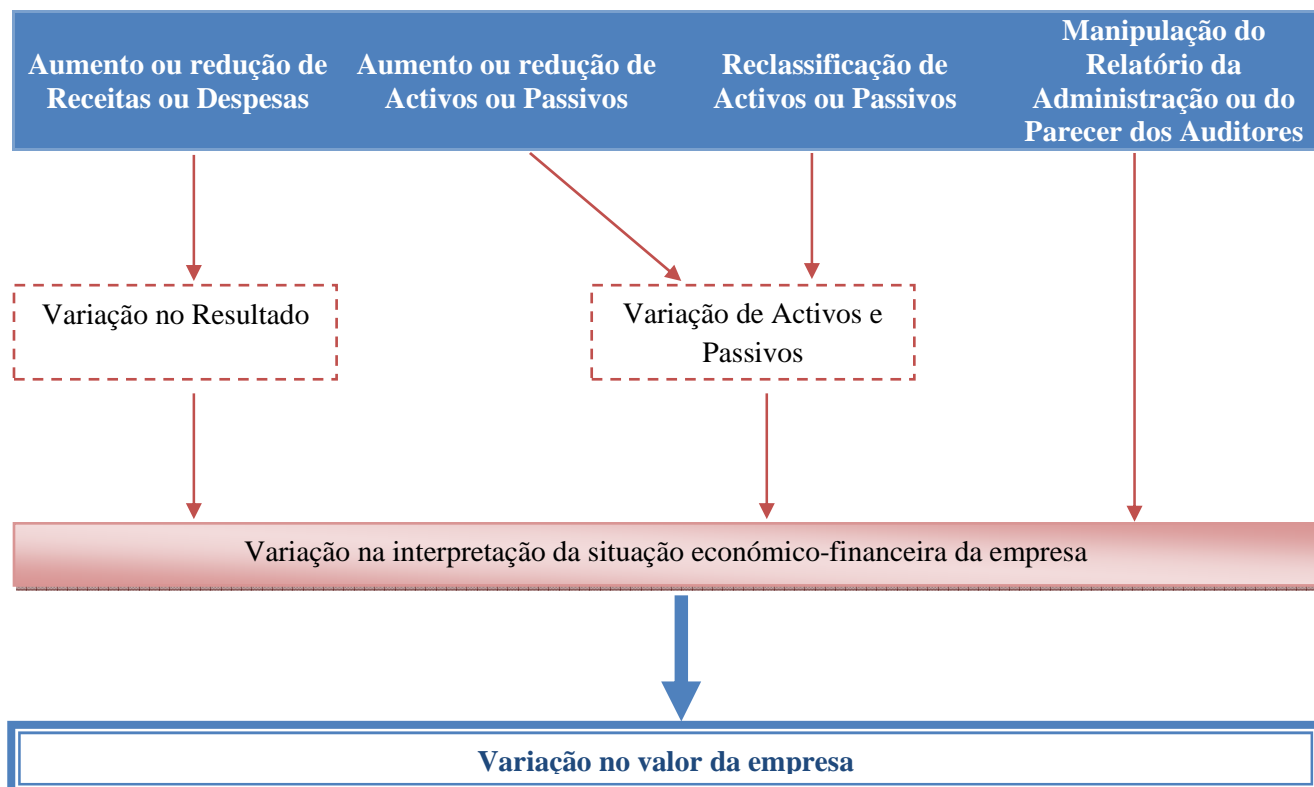 Aumento ou redução de
Receitas ou Despesas
Aumento ou redução de
Activos ou Passivos
Reclassificação de
Activos ou Passivos
Manipulação do
Relatório da
Administração ou do
Parecer dos Auditores
Variação no Resultado
Variação de Activos e
Passivos
Variação na interpretação da situação económico-financeira da empresa
Variação no valor da empresa